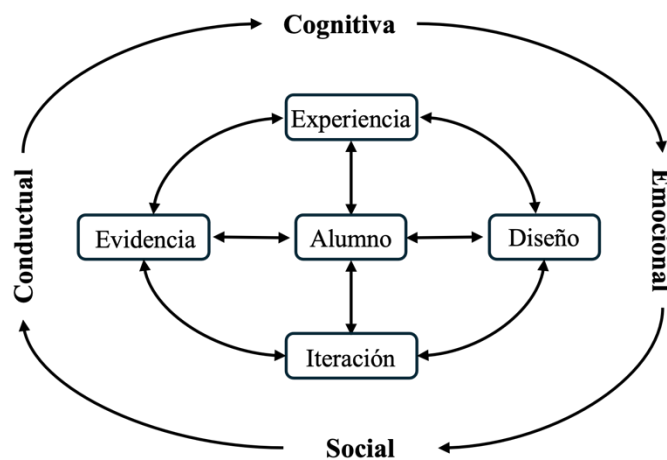 Cognitiva
Experiencia
Conductual
Evidencia
Alumno
Diseño
Emocional
Iteración
Social